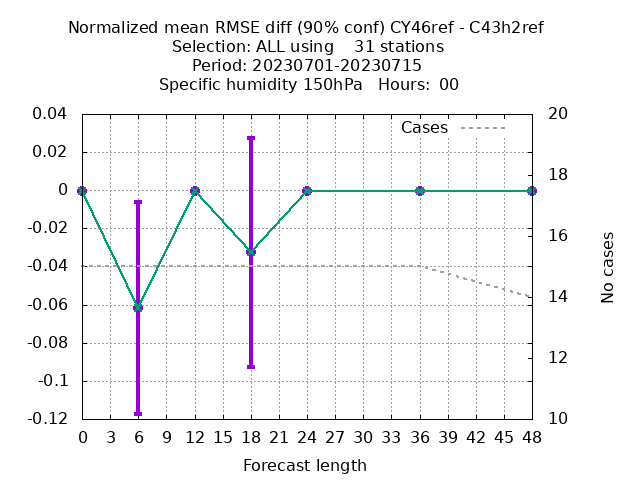 Normalized mean RMSE diff (90% conf) CY46ref - C43h2ref
Selection: ALL using    31 stations
Period: 20230701-20230715
Specific humidity 150hPa   Hours:  00
0.04
0.02
0
-0.02
-0.04
-0.06
-0.08
-0.1
-0.12
Cases
20
18
16
14
12
10
No cases
0 3 6 9 12 15 18 21 24 27 30 33 36 39 42 45 48
Forecast length